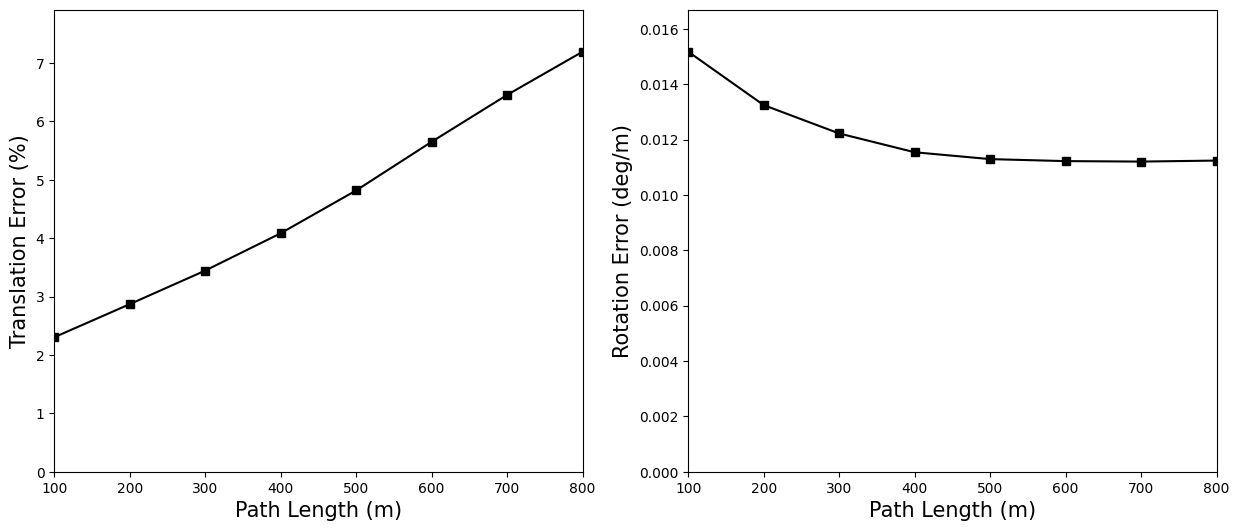 Translation Error (%)
7
6
5
4
3
2
1
0
100 200 300 400 500 600 700 800
Path Length (m)
Rotation Error (deg/m)
0.016
0.014
0.012
0.010
0.008
0.006
0.004
0.002
0.000
100 200 300 400 500 600 700 800
Path Length (m)